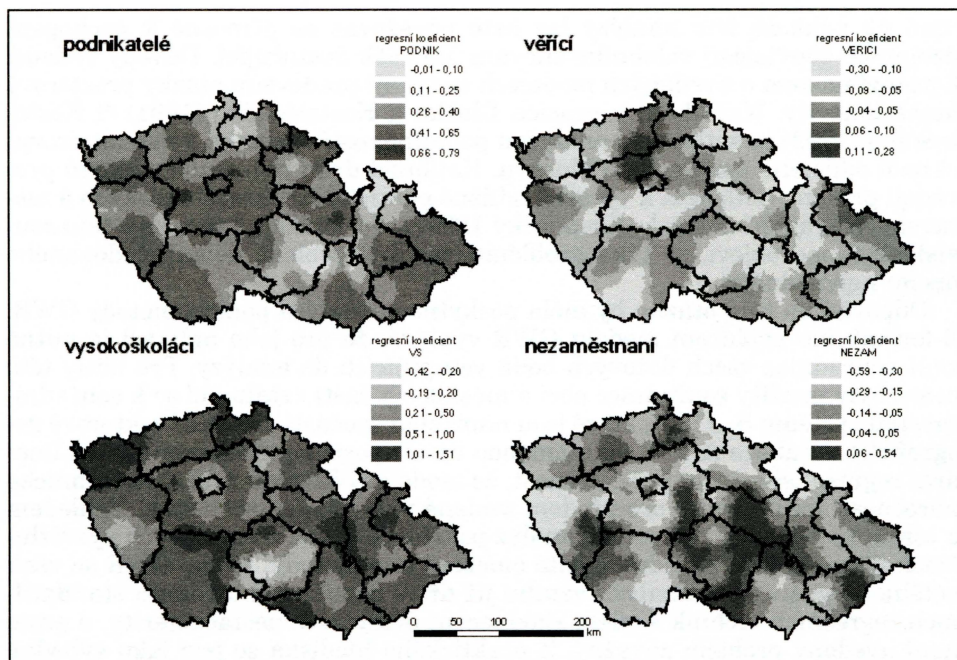 podnikatelé
regresní koeficient
PODNIK
-0,01 - 0,10
0,11 - 0,25
0,26 - 0,40
0,41 - 0,65
0,66 - 0,79
věřící
regresní koeficient
VERICI
-0,30 - -0,10
-0,09 - -0,05
-0,04 - 0,05
0,06 - 0,10
0,11 - 0,28
vysokoškoláci
regresní koeficient
VS
-0,42 - -0,20
-0,19 - 0,20
0,21 - 0,50
0,51 - 1,00
1,01 - 1,51
nezaměstnaní
regresní koeficient
NEZAM
-0,59 - -0,30
-0,29 - -0,15
-0,14 - -0,05
-0,04 - 0,05
0,06 - 0,54
0 50 100 200
km